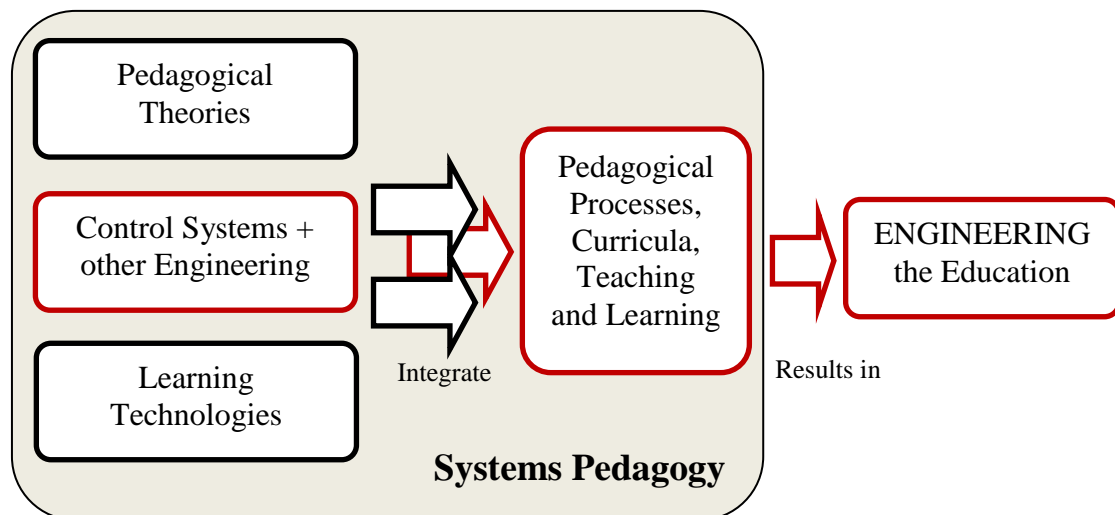 Pedagogical
Theories
Control Systems +
other Engineering
Learning
Technologies
Integrate
Pedagogical
Processes,
Curricula,
Teaching
and Learning
Results in
ENGINEERING
the Education
Systems Pedagogy